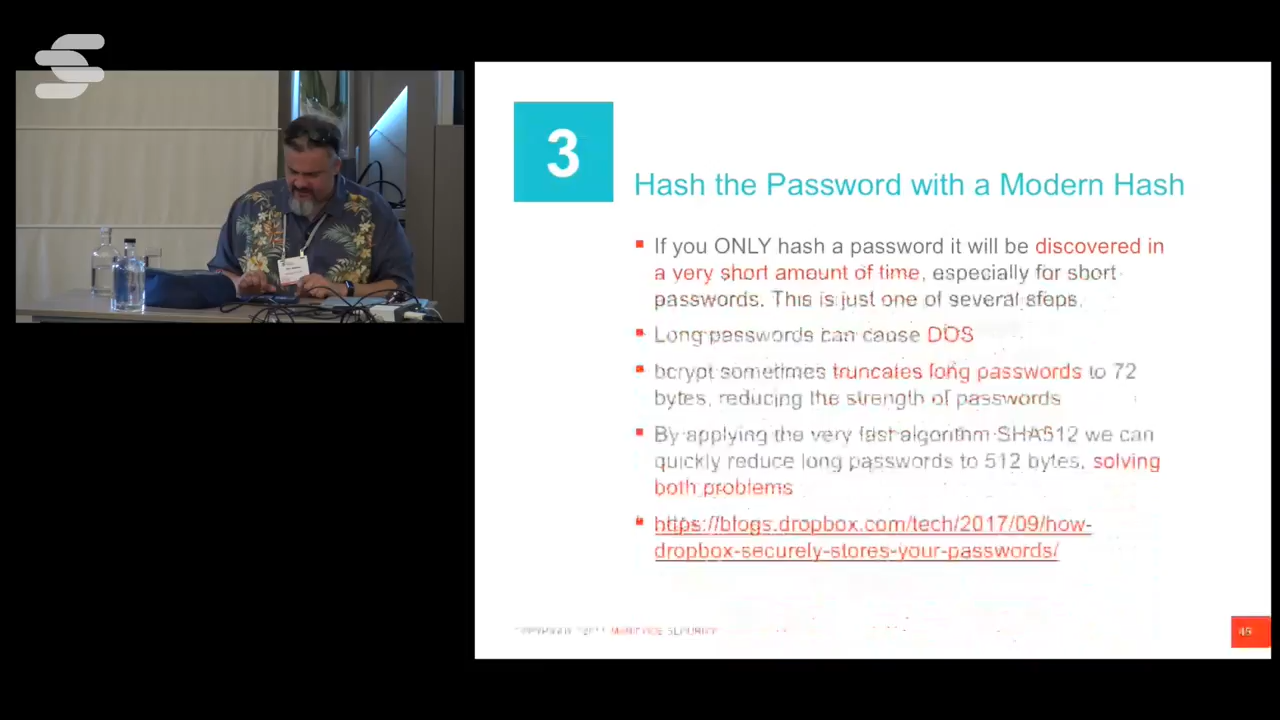 3
Hash the Password with a Modern Hash
If you ONLY hash a password it will be discovered in
a very short amount of time, especially for short
passwords. This is just one of several steps.
Long passwords can cause DOS
bcrypt sometimes truncates long passwords to 72
bytes, reducing the strength of passwords
By applying the very fast algorithm SHA512 we can
quickly reduce long passwords to 512 bytes, solving
both problems
https://blogs.dropbox.com/tech/2017/09/how-
dropbox-securely-stores-your-passwords/
SECURITY